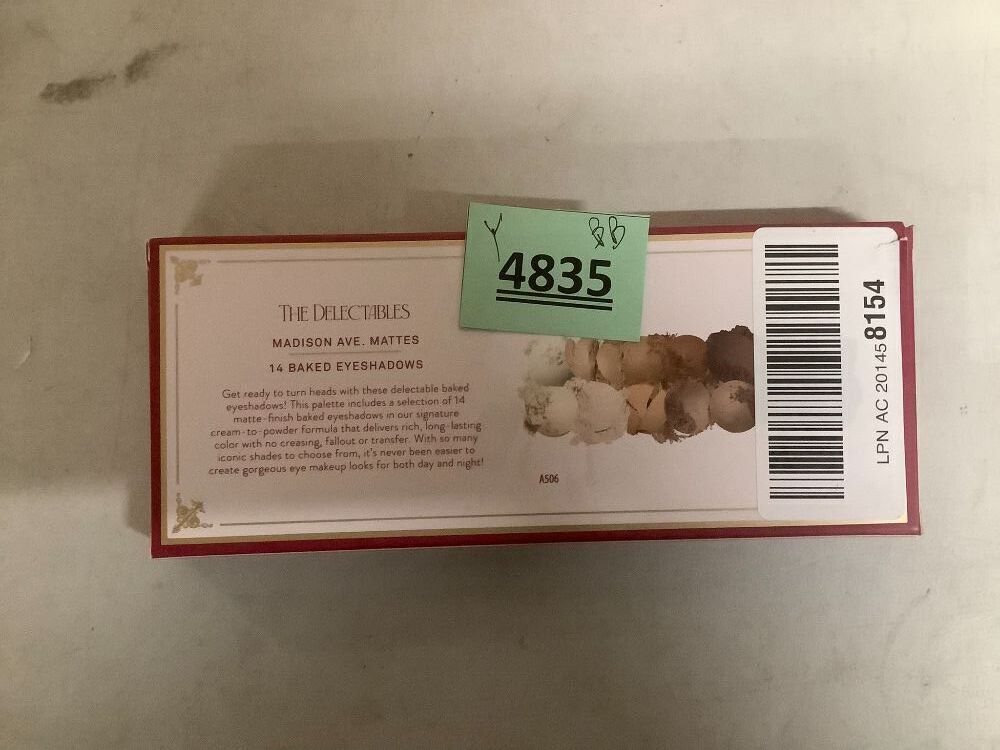 Y BB
4835
THE DELECTABLES
MADISON AVE. MATTES
14 BAKED EYESHADOWS
Get ready to turn heads with these delectable baked
eyeshadows! This palette includes a selection of 14
matte-finish baked eyeshadows in our signature
cream-to-powder formula that delivers rich, long-lasting
color with no creasing, fallout or transfer. With so many
iconic shades to choose from, it's never been easier to
create gorgeous eye makeup looks for both day and night!
A506
LPN AC 201458154